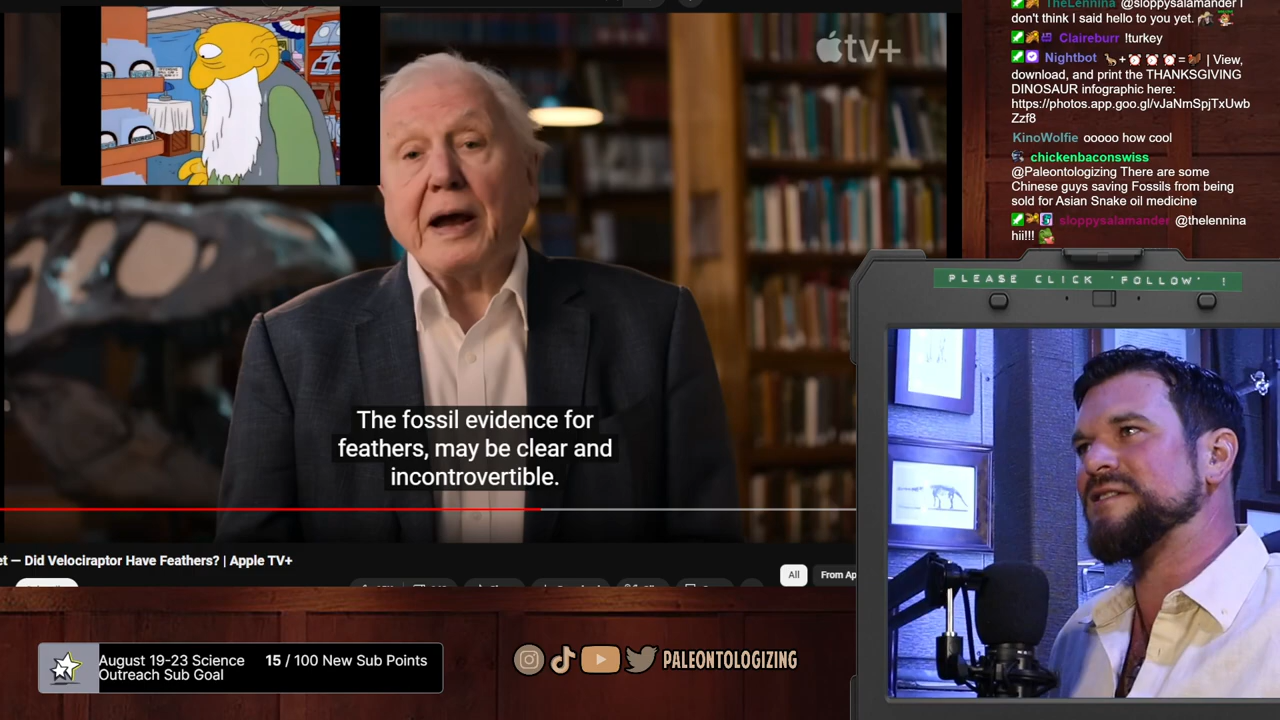 tv+
The fossil evidence for
feathers, may be clear and
incontrovertible.
et — Did Velociraptor Have Feathers? | Apple TV+
All
From Ap
TheLennina @sloppysalamander I
don't think I said hello to you yet.
Claireburr !turkey
Nightbot + = | View,
download, and print the THANKSGIVING
DINOSAUR infographic here:
https://photos.app.goo.gl/vJaNmSpjTxUwb
Zzf8
KinoWolfie ooooo how cool
chickenbaconswiss
@Paleontologizing There are some
Chinese guys saving Fossils from being
sold for Asian Snake oil medicine
sloppysalamander @thelennina
hii!!!
PLEASE CLICK 'FOLLOW' !
August 19-23 Science
Outreach Sub Goal
15 / 100 New Sub Points
PALEONTOLOGIZING